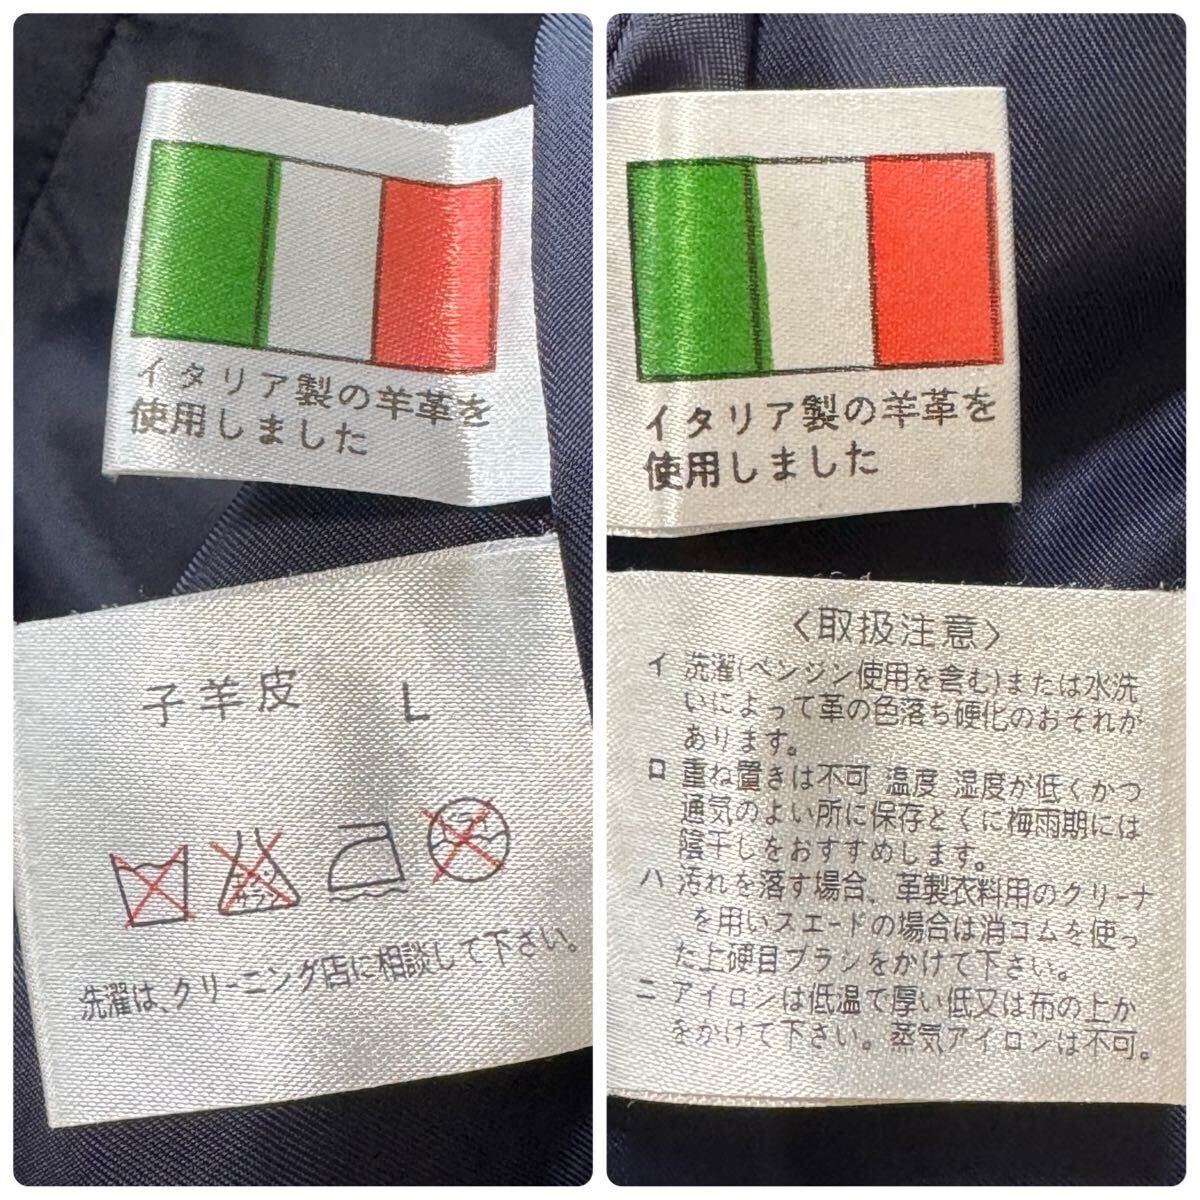 イタリア製の羊革を
使用しました
子羊皮 L
洗濯は、クリーニング店に相談して下さい。
イタリア製の羊革を
使用しました
〈取扱注意〉
イ 洗濯(ベンジン使用を含む)または水洗
いによって革の色落ち硬化のおそれが
あります。
ロ 重ね置きは不可 温度 湿度が低くかつ
通気のよい所に保存とくに梅雨期には
陰干しをおすすめします。
ハ 汚れを落す場合、革製衣料用のクリーナ
を用いスエードの場合は消コムを使っ
た上硬目ブラシをかけて下さい。
ニ アイロンは低温で厚い低又は布の上か
をかけて下さい。蒸気アイロンは不可。